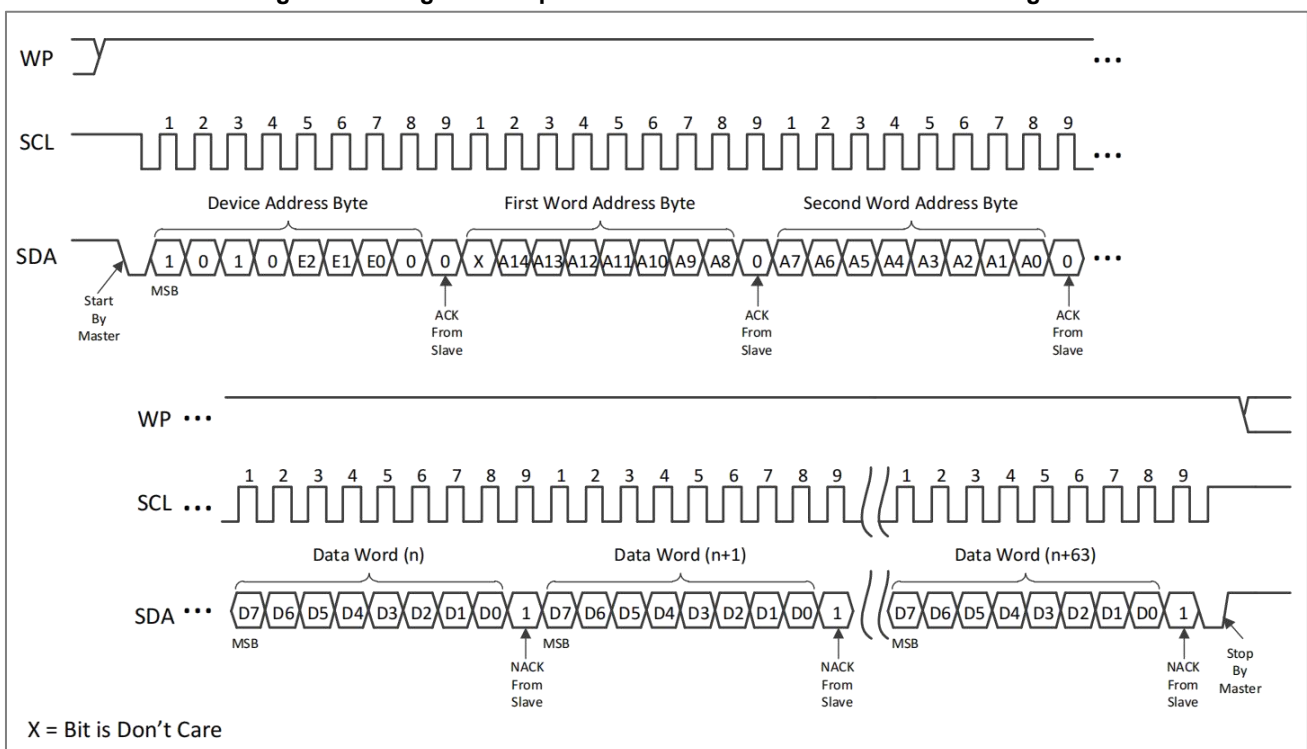 WP
...
1 2 3 4 5 6 7 8 9 1 2 3 4 5 6 7 8 9 1 2 3 4 5 6 7 8 9
SCL
...
Device Address Byte First Word Address Byte Second Word Address Byte
SDA 1 0 1 0 E2 E1 E0 0 0 X A14 A13 A12 A11 A10 A9 A8 0 A7 A6 A5 A4 A3 A2 A1 A0 0 ...
MSB
Start
By
Master
ACK
From
Slave
ACK
From
Slave
ACK
From
Slave
WP ...
1 2 3 4 5 6 7 8 9 1 2 3 4 5 6 7 8 9 1 2 3 4 5 6 7 8 9
SCL ...
Data Word (n) Data Word (n+1) Data Word (n+63)
SDA ... D7 D6 D5 D4 D3 D2 D1 D0 1 D7 D6 D5 D4 D3 D2 D1 D0 1 D7 D6 D5 D4 D3 D2 D1 D0 1
MSB MSB MSB
NACK
From
Slave
NACK
From
Slave
NACK
From
Slave
Stop
By
Master
X = Bit is Don't Care